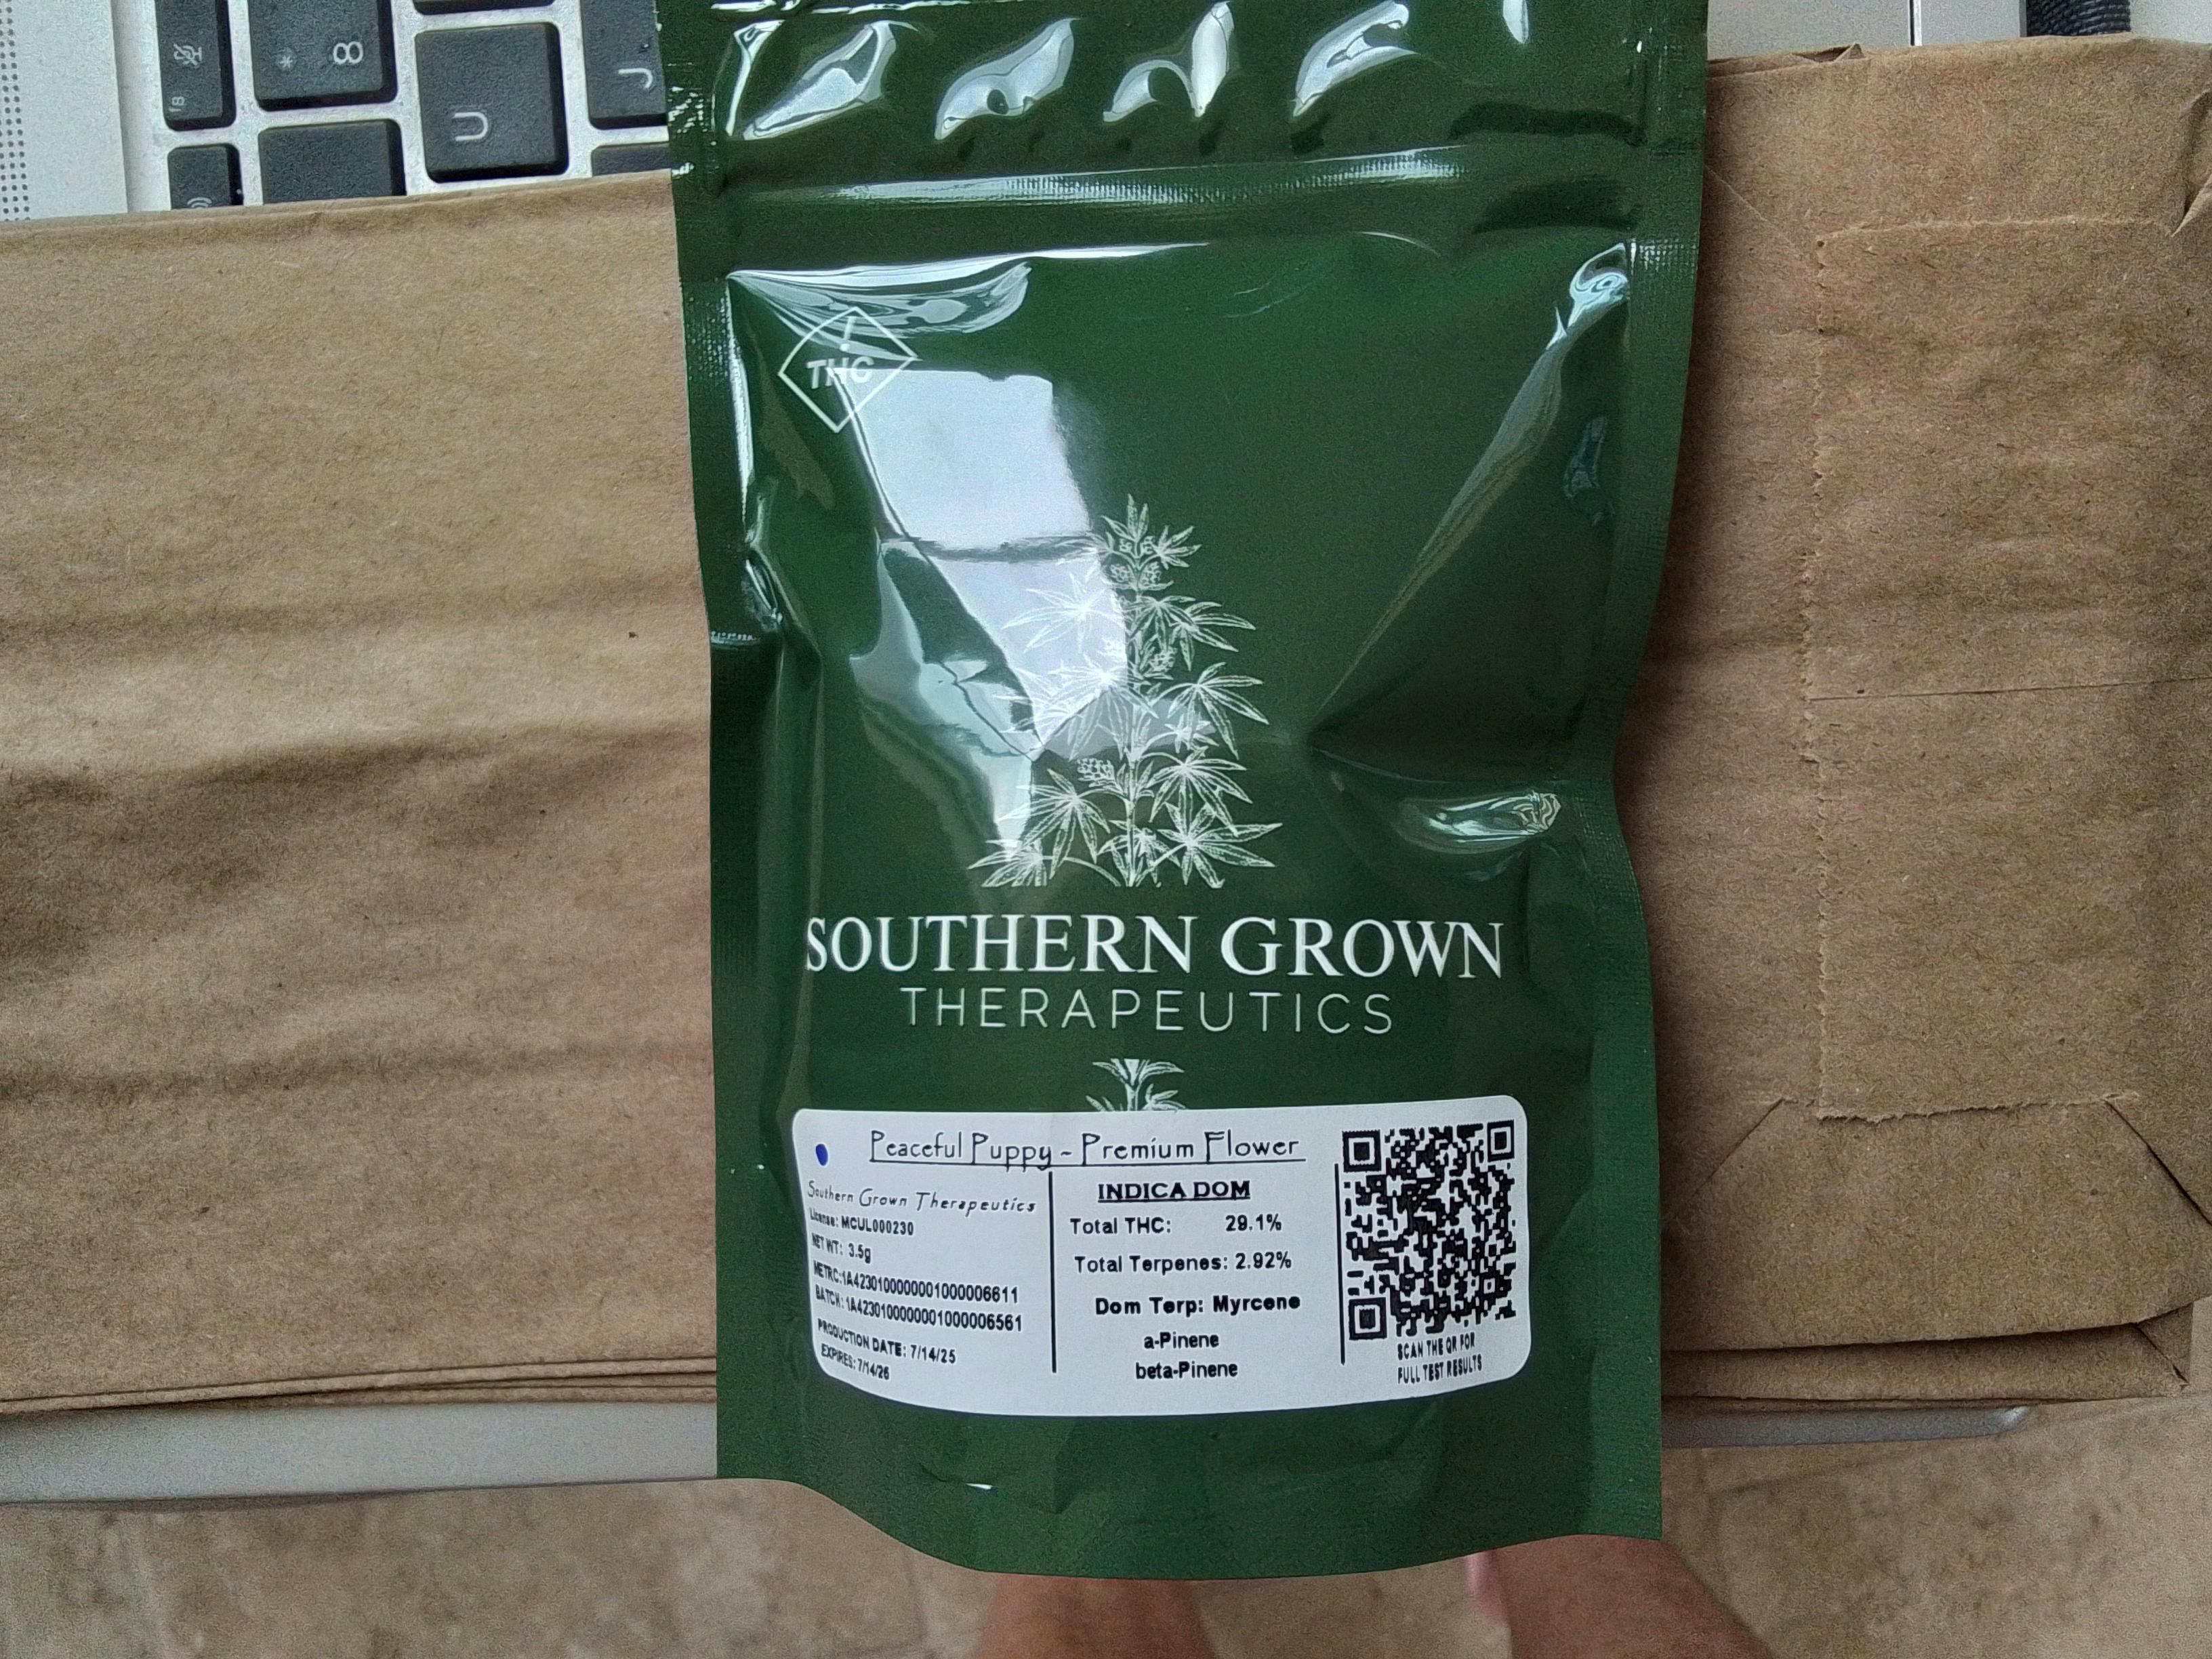 8
*
U
J
f8
!
THC
SOUTHERN GROWN
THERAPEUTICS
Peaceful Puppy - Premium Flower
Southern Grown Therapeutics
License: MCUL000230
NET WT: 3.5g
METRC:1A4230100000001000006611
BATCH: 1A4230100000001000006561
PRODUCTION DATE: 7/14/25
EXPIRES: 7/14/26
INDICA DOM
Total THC: 29.1%
Total Terpenes: 2.92%
Dom Terp: Myrcene
a-Pinene
beta-Pinene
SCAN THE QR FOR
FULL TEST RESULTS